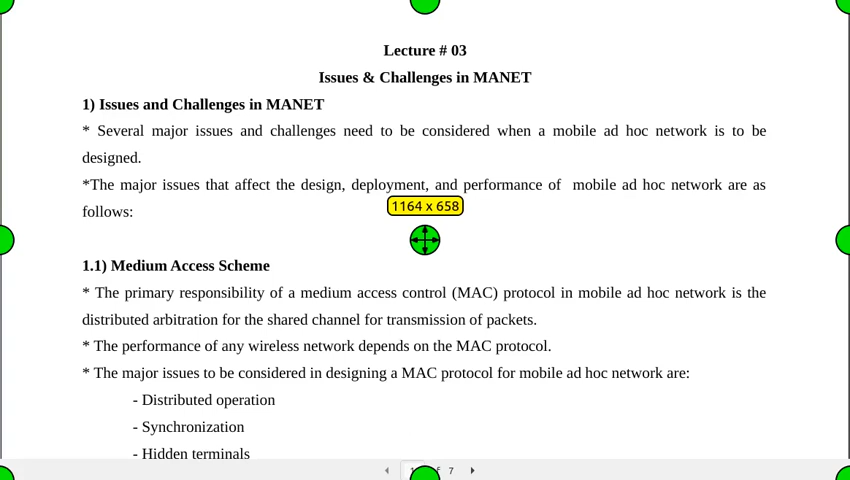 Lecture # 03
Issues & Challenges in MANET
1) Issues and Challenges in MANET
* Several major issues and challenges need to be considered when a mobile ad hoc network is to be
designed.
*The major issues that affect the design, deployment, and performance of mobile ad hoc network are as
follows:
1164 x 658
1.1) Medium Access Scheme
* The primary responsibility of a medium access control (MAC) protocol in mobile ad hoc network is the
distributed arbitration for the shared channel for transmission of packets.
* The performance of any wireless network depends on the MAC protocol.
* The major issues to be considered in designing a MAC protocol for mobile ad hoc network are:
- Distributed operation
- Synchronization
- Hidden terminals
7